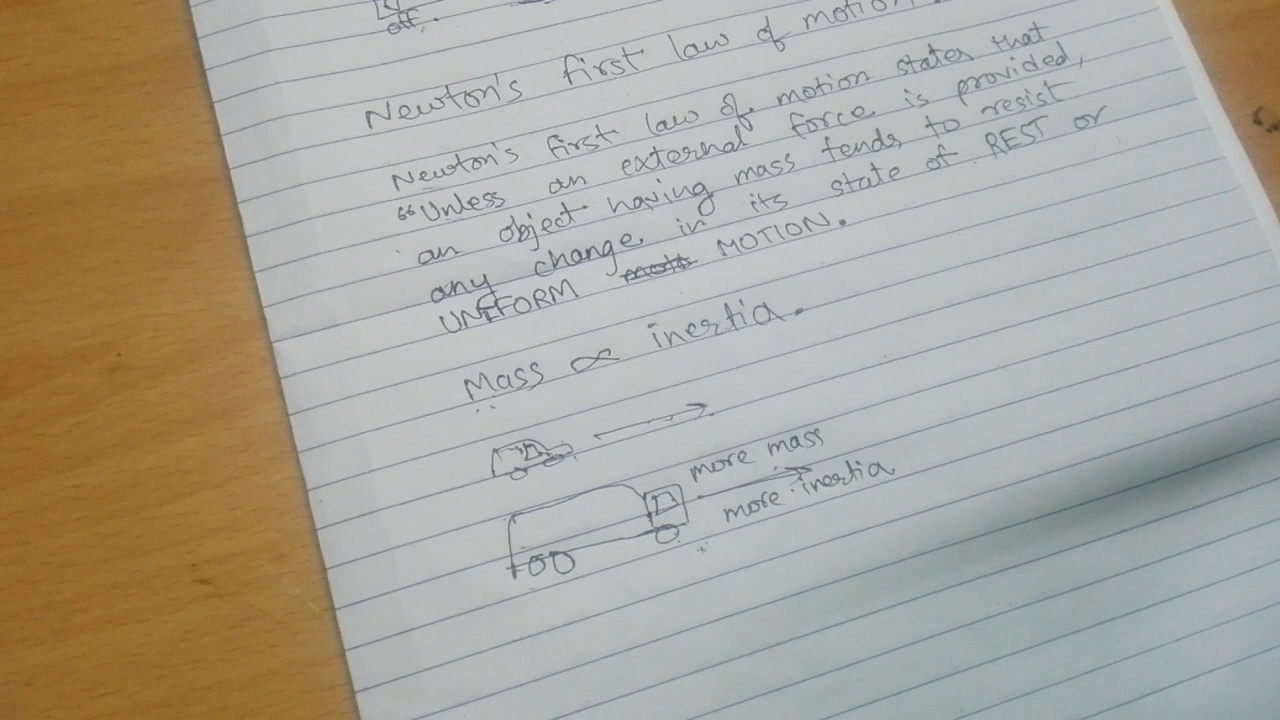 off.
Newton's first law of motion.
Newton's first law of motion states that
"Unless an external force is provided,
an object having mass tends to resist
any change in its state of REST or
UNIFORM MOTION.
Mass ∝ inertia.
more mass
more inertia